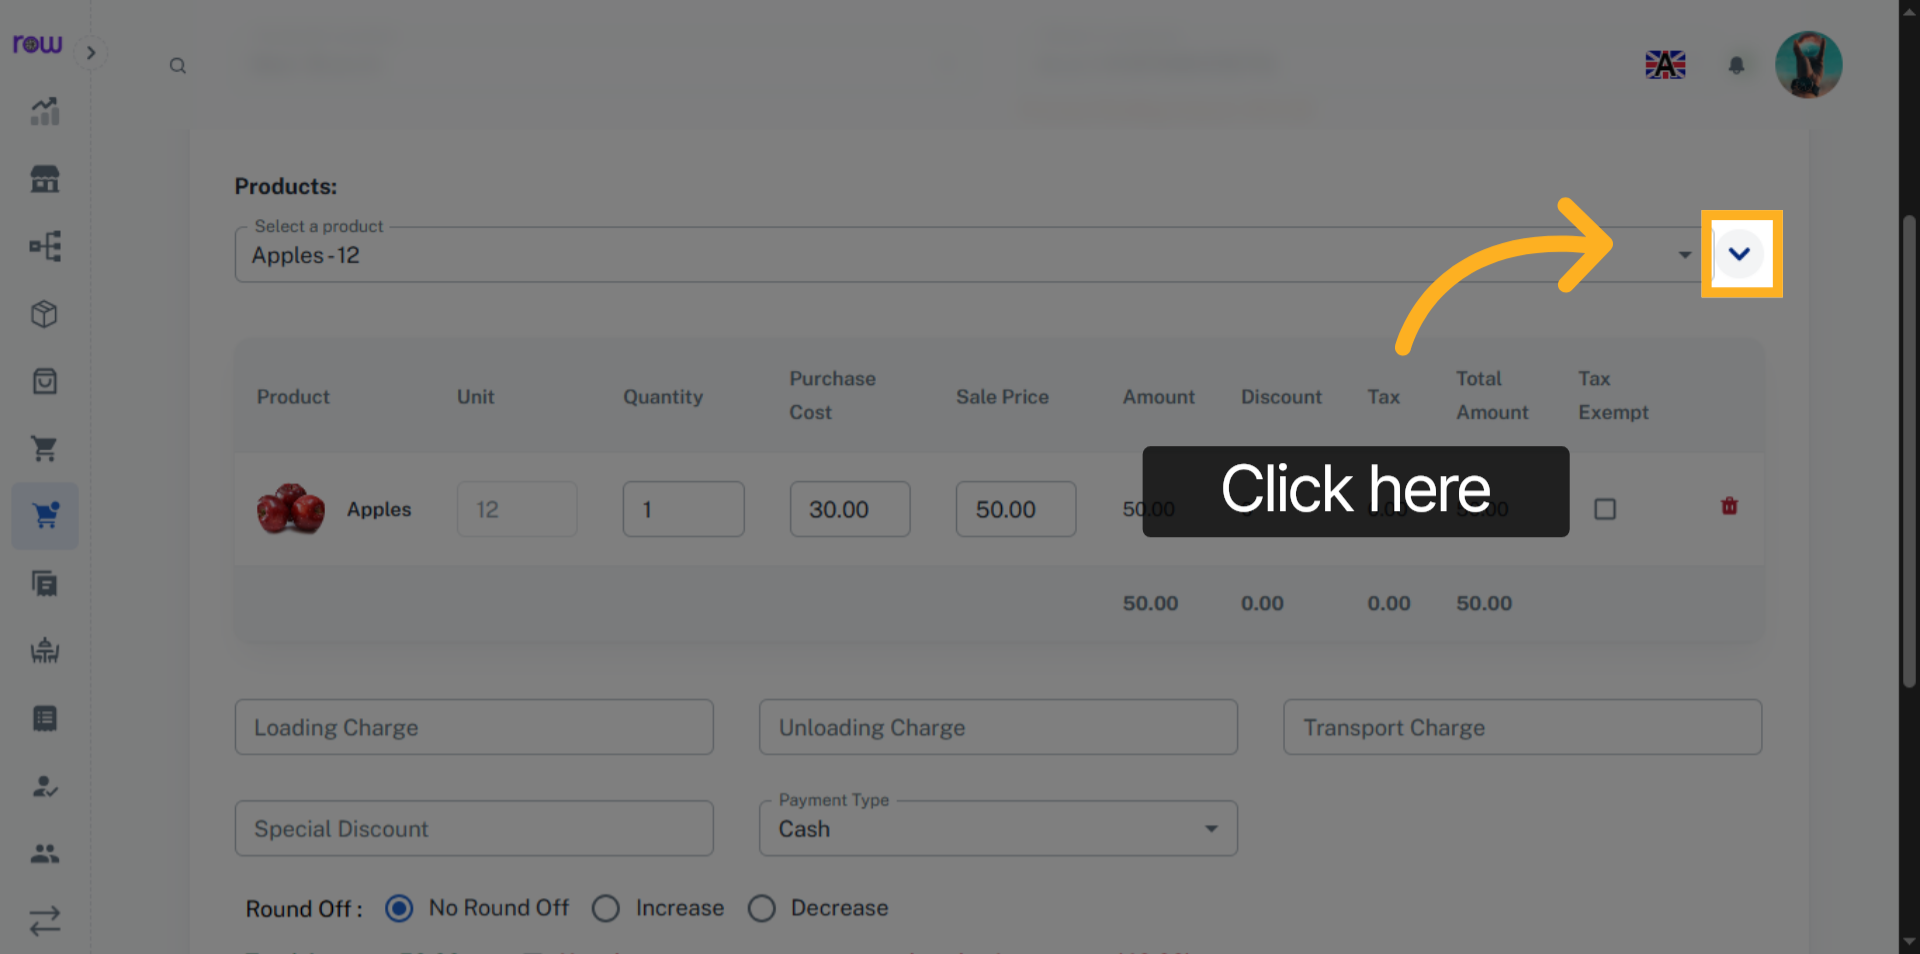 row
A
Products:
Select a product
Apples - 12
Product Unit Quantity Purchase Cost Sale Price Amount Discount Tax Total Amount Tax Exempt
Apples 12 1 30.00 50.00 50.00
Click here
50.00 0.00 0.00 50.00
Loading Charge Unloading Charge Transport Charge
Special Discount
Payment Type
Cash
Round Off : No Round Off Increase Decrease